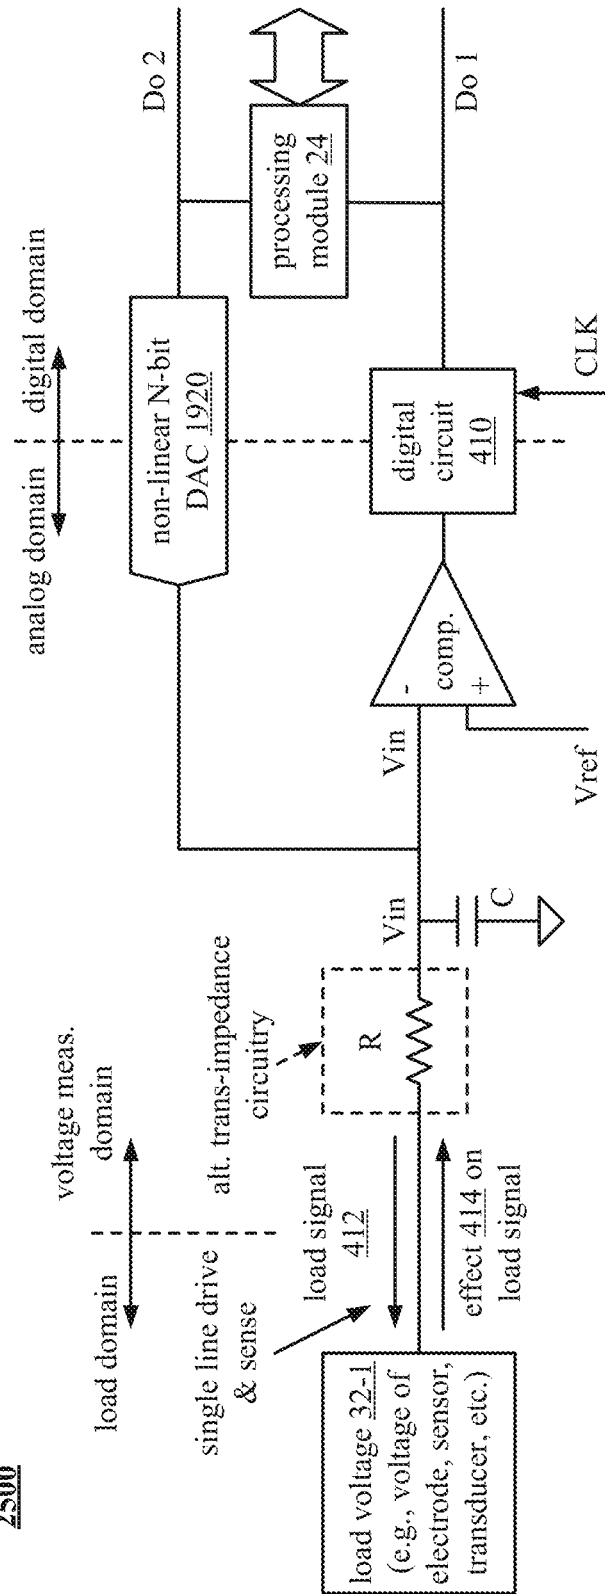 2500
load domain
voltage meas.
domain
analog domain
digital domain
single line drive
& sense
alt. trans-impedance
circuitry
non-linear N-bit
DAC 1920
Do 2
load voltage 32-1
(e.g., voltage of
electrode, sensor,
transducer, etc.)
load signal
412
effect 414 on
load signal
R
Vin
C
Vin
Vref
-
comp.
+
digital
circuit
410
CLK
processing
module 24
Do 1